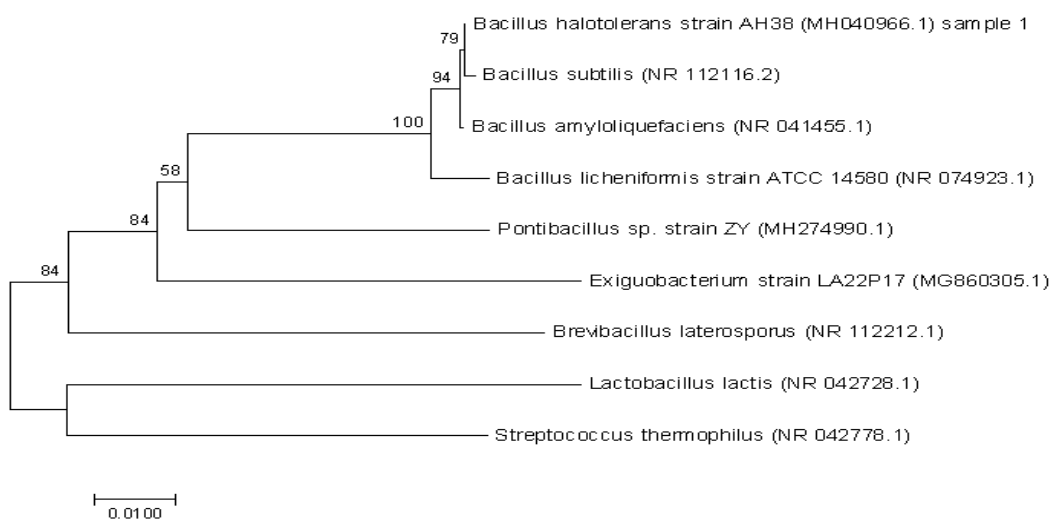 Bacillus halotolerans strain AH38 (MH040966.1) sample 1
79
Bacillus subtilis (NR 112116.2)
94
Bacillus amyloliquefaciens (NR 041455.1)
100
Bacillus licheniformis strain ATCC 14580 (NR 074923.1)
58
Pontibacillus sp. strain ZY (MH274990.1)
84
Exiguobacterium strain LA22P17 (MG860305.1)
84
Brevibacillus laterosporus (NR 112212.1)
Lactobacillus lactis (NR 042728.1)
Streptococcus thermophilus (NR 042778.1)
0.0100